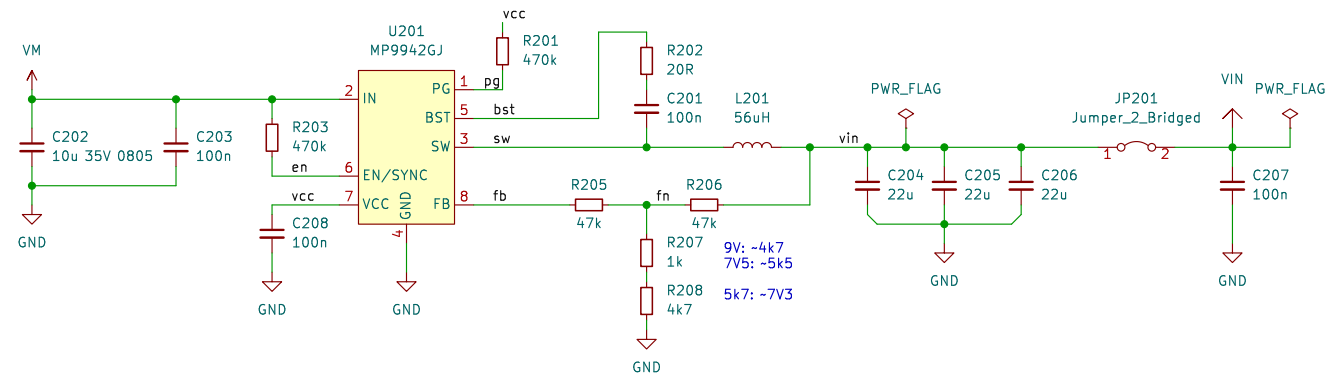 VM
C202
10u 35V 0805
GND
C203
100n
R203
470k
en
vcc
C208
100n
GND
U201
MP9942GJ
2
IN
6
EN/SYNC
7
VCC
GND
4
PG
1
BST
5
SW
3
FB
8
GND
vcc
R201
470k
pg
bst
sw
fb
R202
20R
C201
100n
L201
56uH
R205
47k
fn
R206
47k
R207
1k
R208
4k7
GND
9V: ~4k7
7V5: ~5k5
5k7: ~7V3
vin
PWR_FLAG
C204
22u
C205
22u
C206
22u
GND
JP201
Jumper_2_Bridged
1
2
VIN
PWR_FLAG
C207
100n
GND